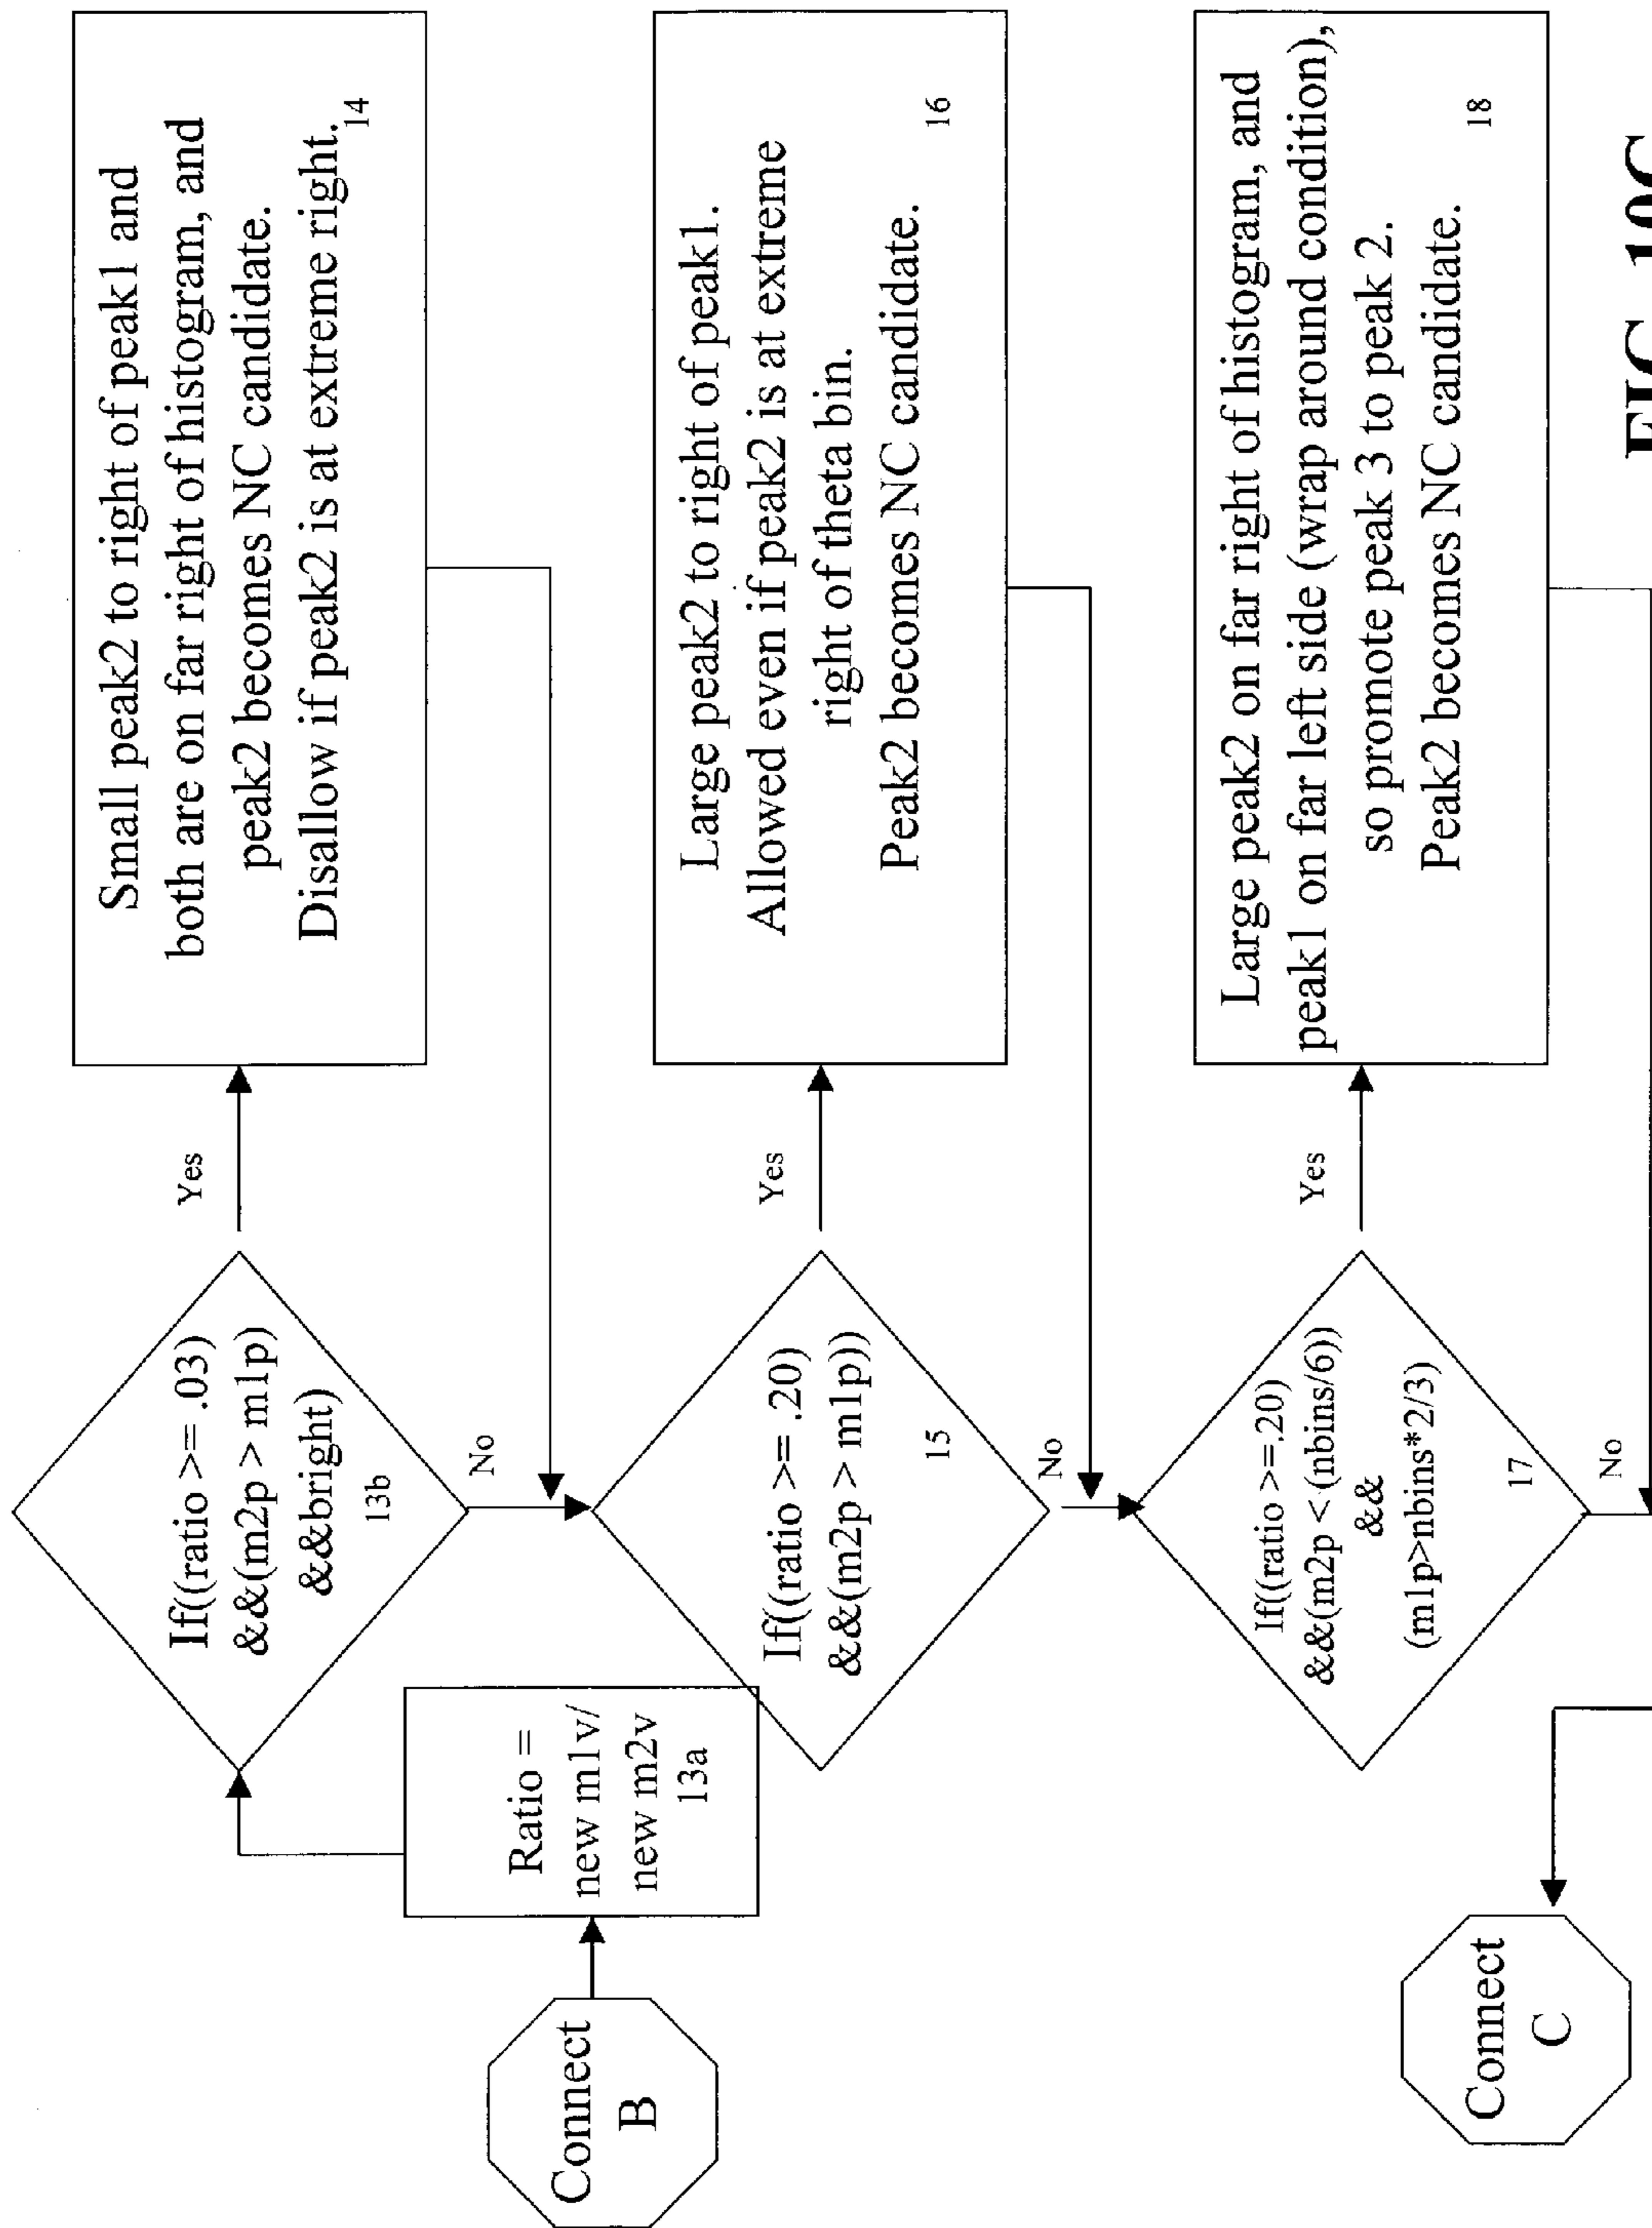 Connect
B
Ratio =
new m1v/
new m2v
13a
If((ratio >= .03)
&&(m2p > m1p)
&&bright)
13b
Yes
No
Small peak2 to right of peak1 and
both are on far right of histogram, and
peak2 becomes NC candidate.
Disallow if peak2 is at extreme right.
14
If((ratio >= .20)
&&(m2p > m1p))
15
Yes
No
Large peak2 to right of peak1.
Allowed even if peak2 is at extreme
right of theta bin.
Peak2 becomes NC candidate.
16
If((ratio >=.20)
&&(m2p < (nbins/6))
&&
(m1p>nbins*2/3)
17
Yes
No
Large peak2 on far right of histogram, and
peak1 on far left side (wrap around condition),
so promote peak 3 to peak 2.
Peak2 becomes NC candidate.
18
Connect
C
FIG. 10C